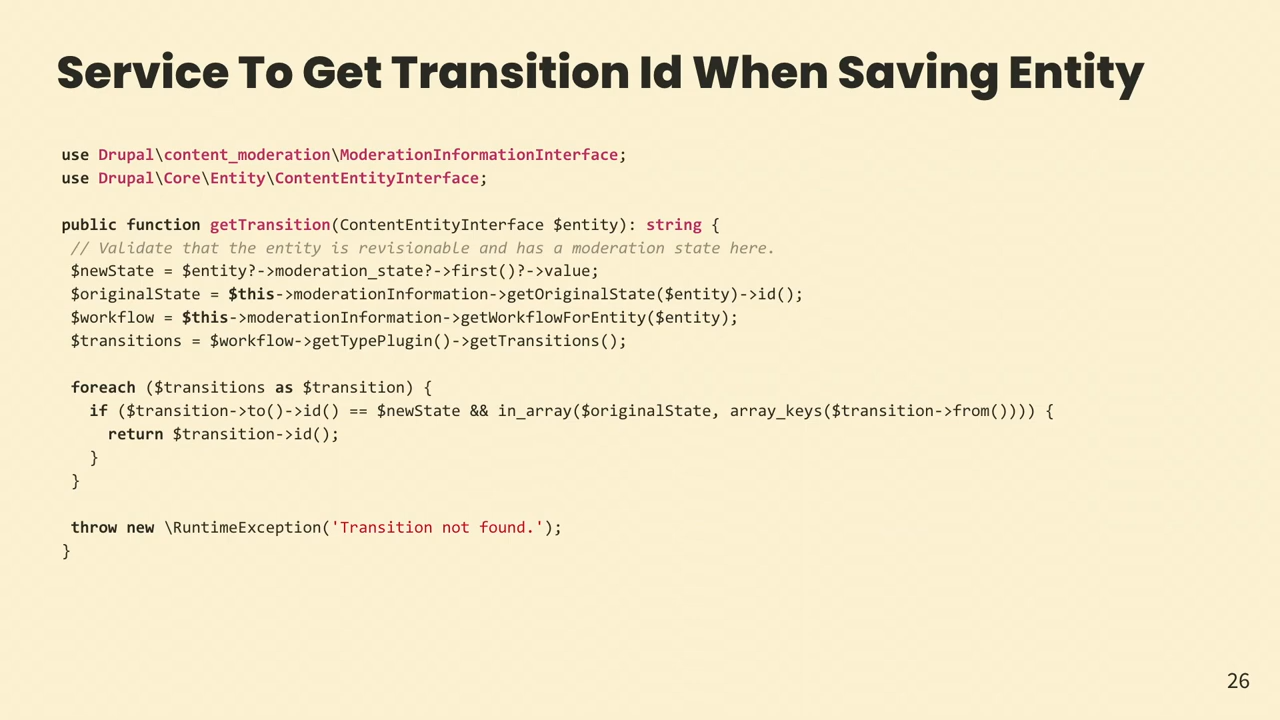 Service To Get Transition Id When Saving Entity
use Drupal\content_moderation\ModerationInformationInterface;
use Drupal\Core\Entity\ContentEntityInterface;
public function getTransition(ContentEntityInterface $entity): string {
// Validate that the entity is revisionable and has a moderation state here.
$newState = $entity?->moderation_state?->first()?->value;
$originalState = $this->moderationInformation->getOriginalState($entity)->id();
$workflow = $this->moderationInformation->getWorkflowForEntity($entity);
$transitions = $workflow->getTypePlugin()->getTransitions();
foreach ($transitions as $transition) {
if ($transition->to()->id() == $newState && in_array($originalState, array_keys($transition->from()))) {
return $transition->id();
}
}
throw new \RuntimeException('Transition not found.');
}
26